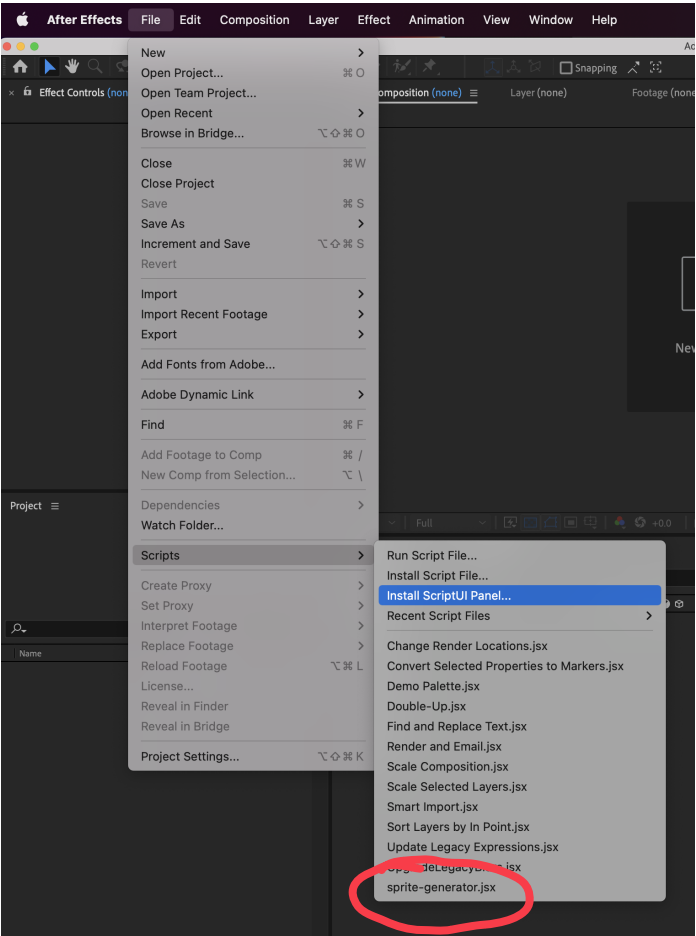 After Effects File Edit Composition Layer Effect Animation View Window Help
Ad
Snapping
× Effect Controls (non
omposition (none)
Layer (none)
Footage (none
New
Open Project... ⌘ O
Open Team Project...
Open Recent
Browse in Bridge... ⌥⇧⌘ O
Close ⌘ W
Close Project
Save ⌘ S
Save As
Increment and Save ⌥⇧⌘ S
Revert
Import
Import Recent Footage
Export
Add Fonts from Adobe...
Adobe Dynamic Link
Find ⌘ F
Add Footage to Comp ⌘ /
New Comp from Selection... ⌥ \
Dependencies
Watch Folder...
Scripts
Create Proxy
Set Proxy
Interpret Footage
Replace Footage
Reload Footage ⌥⌘ L
License...
Reveal in Finder
Reveal in Bridge
Project Settings... ⌥⇧⌘ K
New
Project
Name
Full
+0.0
Run Script File...
Install Script File...
Install ScriptUI Panel...
Recent Script Files
Change Render Locations.jsx
Convert Selected Properties to Markers.jsx
Demo Palette.jsx
Double-Up.jsx
Find and Replace Text.jsx
Render and Email.jsx
Scale Composition.jsx
Scale Selected Layers.jsx
Smart Import.jsx
Sort Layers by In Point.jsx
Update Legacy Expressions.jsx
sprite-generator.jsx